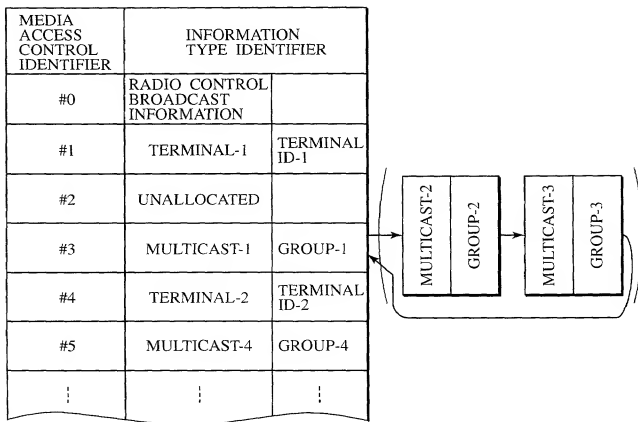 MEDIA
ACCESS
CONTROL
IDENTIFIER
INFORMATION
TYPE IDENTIFIER
#0
RADIO CONTROL
BROADCAST
INFORMATION
#1
TERMINAL-1
TERMINAL
ID-1
#2
UNALLOCATED
#3
MULTICAST-1
GROUP-1
#4
TERMINAL-2
TERMINAL
ID-2
#5
MULTICAST-4
GROUP-4
MULTICAST-2
GROUP-2
MULTICAST-3
GROUP-3